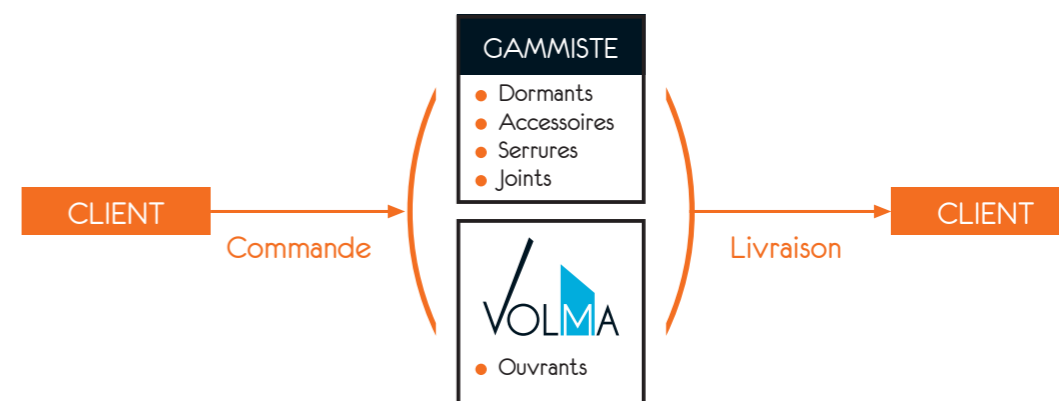 GAMMISTE
Dormants
Accessoires
Serrures
Joints
CLIENT
Commande
Livraison
CLIENT
VOLMA
Ouvrants